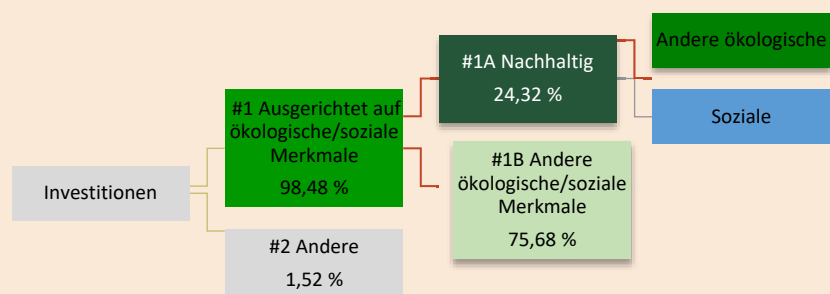 Investitionen
#1 Ausgerichtet auf
ökologische/soziale
Merkmale
98,48 %
#2 Andere
1,52 %
#1A Nachhaltig
24,32 %
#1B Andere
ökologische/soziale
Merkmale
75,68 %
Andere ökologische
Soziale